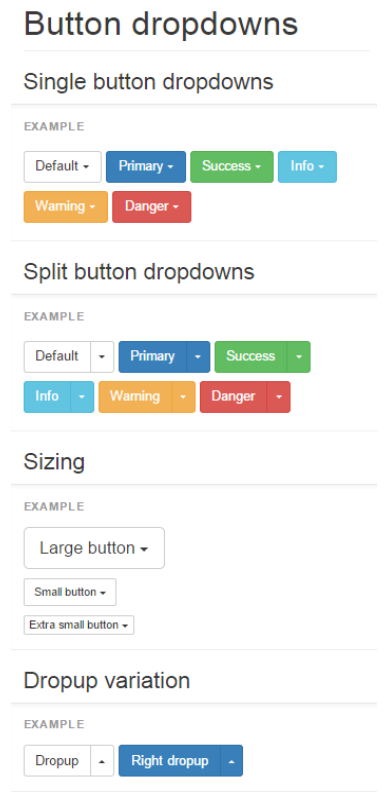 Button dropdowns
Single button dropdowns
EXAMPLE
Default Primary Success Info
Warning Danger
Split button dropdowns
EXAMPLE
Default Primary Success
Info Warning Danger
Sizing
EXAMPLE
Large button
Small button
Extra small button
Dropup variation
EXAMPLE
Dropup Right dropup